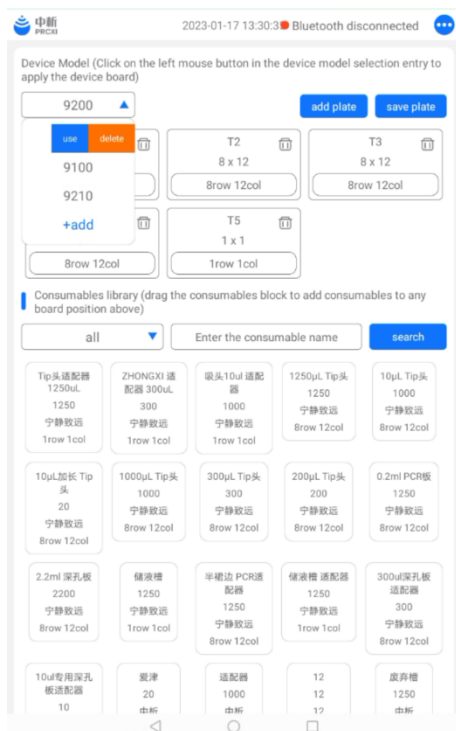 中析
PRCXI
2023-01-17 13:30:3 Bluetooth disconnected
Device Model (Click on the left mouse button in the device model selection entry to
apply the device board)
9200
add plate
save plate
use
delete
9100
9210
+add
T2
8 x 12
8row 12col
T3
8 x 12
8row 12col
8row 12col
T5
1 x 1
1row 1col
Consumables library (drag the consumables block to add consumables to any
board position above)
all
Enter the consumable name
search
Tip头适配器
1250uL
1250
宁静致远
1row 1col
ZHONGXI 适
配器 300uL
300
宁静致远
1row 1col
吸头10ul 适配
器
1000
宁静致远
1row 1col
1250μL Tip头
1250
宁静致远
8row 12col
10μL Tip头
1000
宁静致远
8row 12col
10μL加长 Tip
头
20
宁静致远
8row 12col
1000μL Tip头
1000
宁静致远
8row 12col
300μL Tip头
300
宁静致远
8row 12col
200μL Tip头
200
宁静致远
8row 12col
0.2ml PCR板
1250
宁静致远
8row 12col
2.2ml 深孔板
2200
宁静致远
8row 12col
储液槽
1250
宁静致远
1row 1col
半裙边 PCR适
配器
1250
宁静致远
8row 12col
储液槽 适配器
1250
宁静致远
1row 1col
300ul深孔板
适配器
300
宁静致远
8row 12col
10ul专用深孔
板适配器
10
爱津
20
中析
适配器
1000
中析
12
12
12
废弃槽
1250
中析